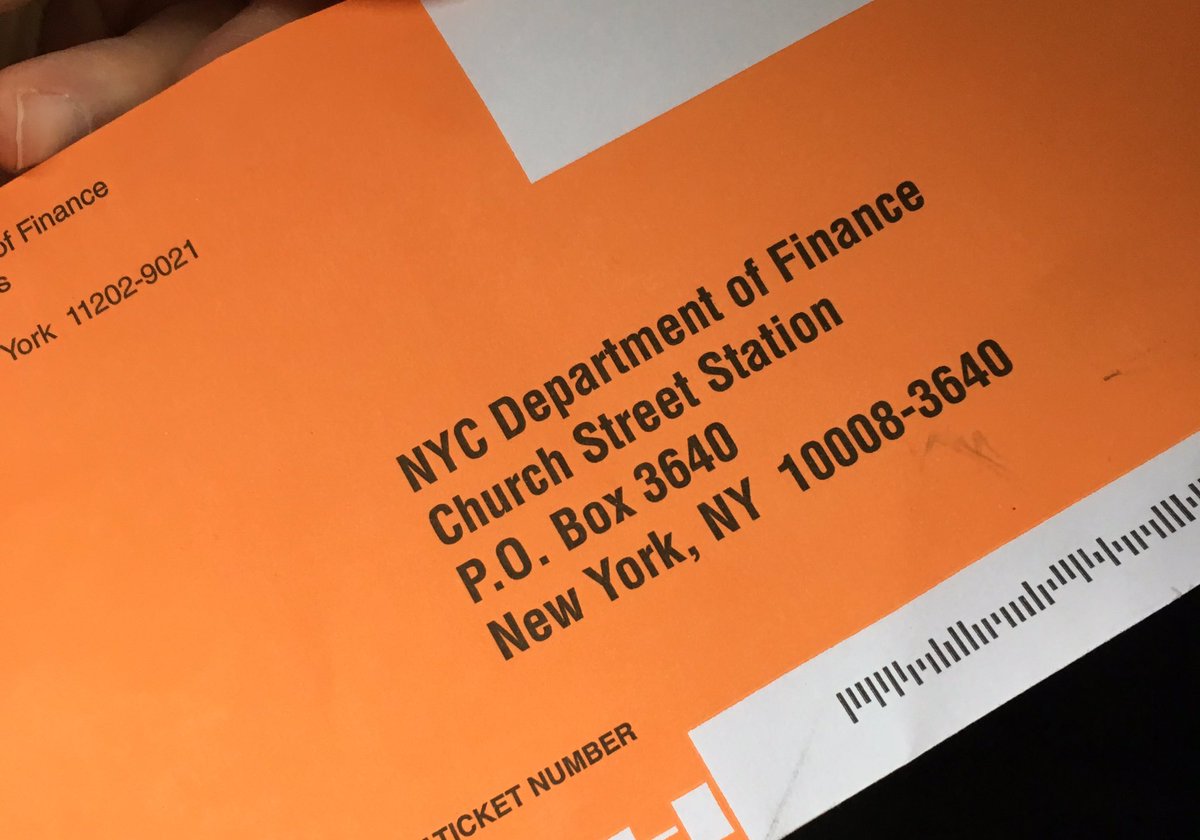 of Finance
s
York 11202-9021
NYC Department of Finance
Church Street Station
P.O. Box 3640
New York, NY 10008-3640
TICKET NUMBER